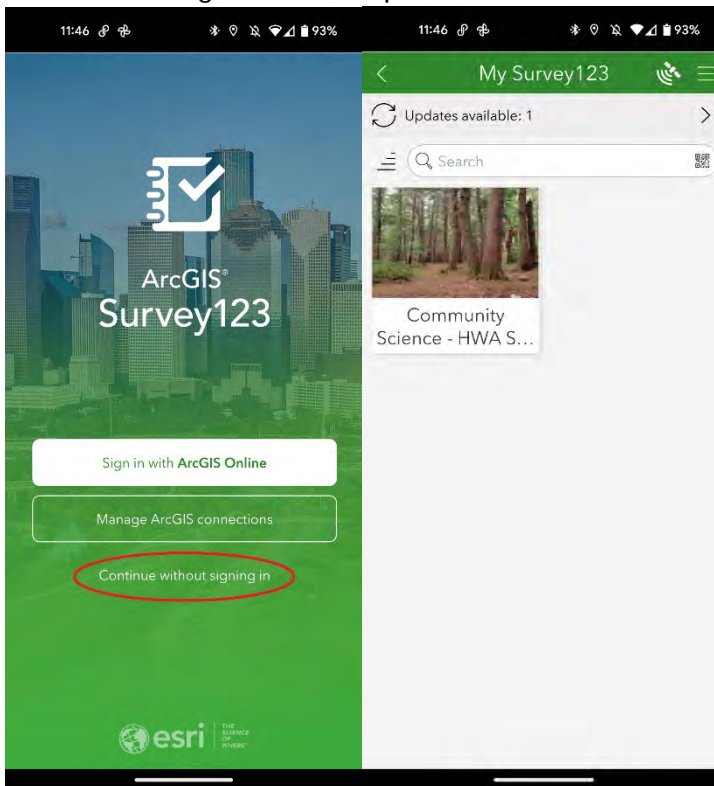 11:46
93%
ArcGIS®
Survey123
Sign in with ArcGIS Online
Manage ArcGIS connections
Continue without signing in
esri
THE
SCIENCE
OF
WHERE
11:46
93%
My Survey123
Updates available: 1
Search
Community
Science - HWA S...